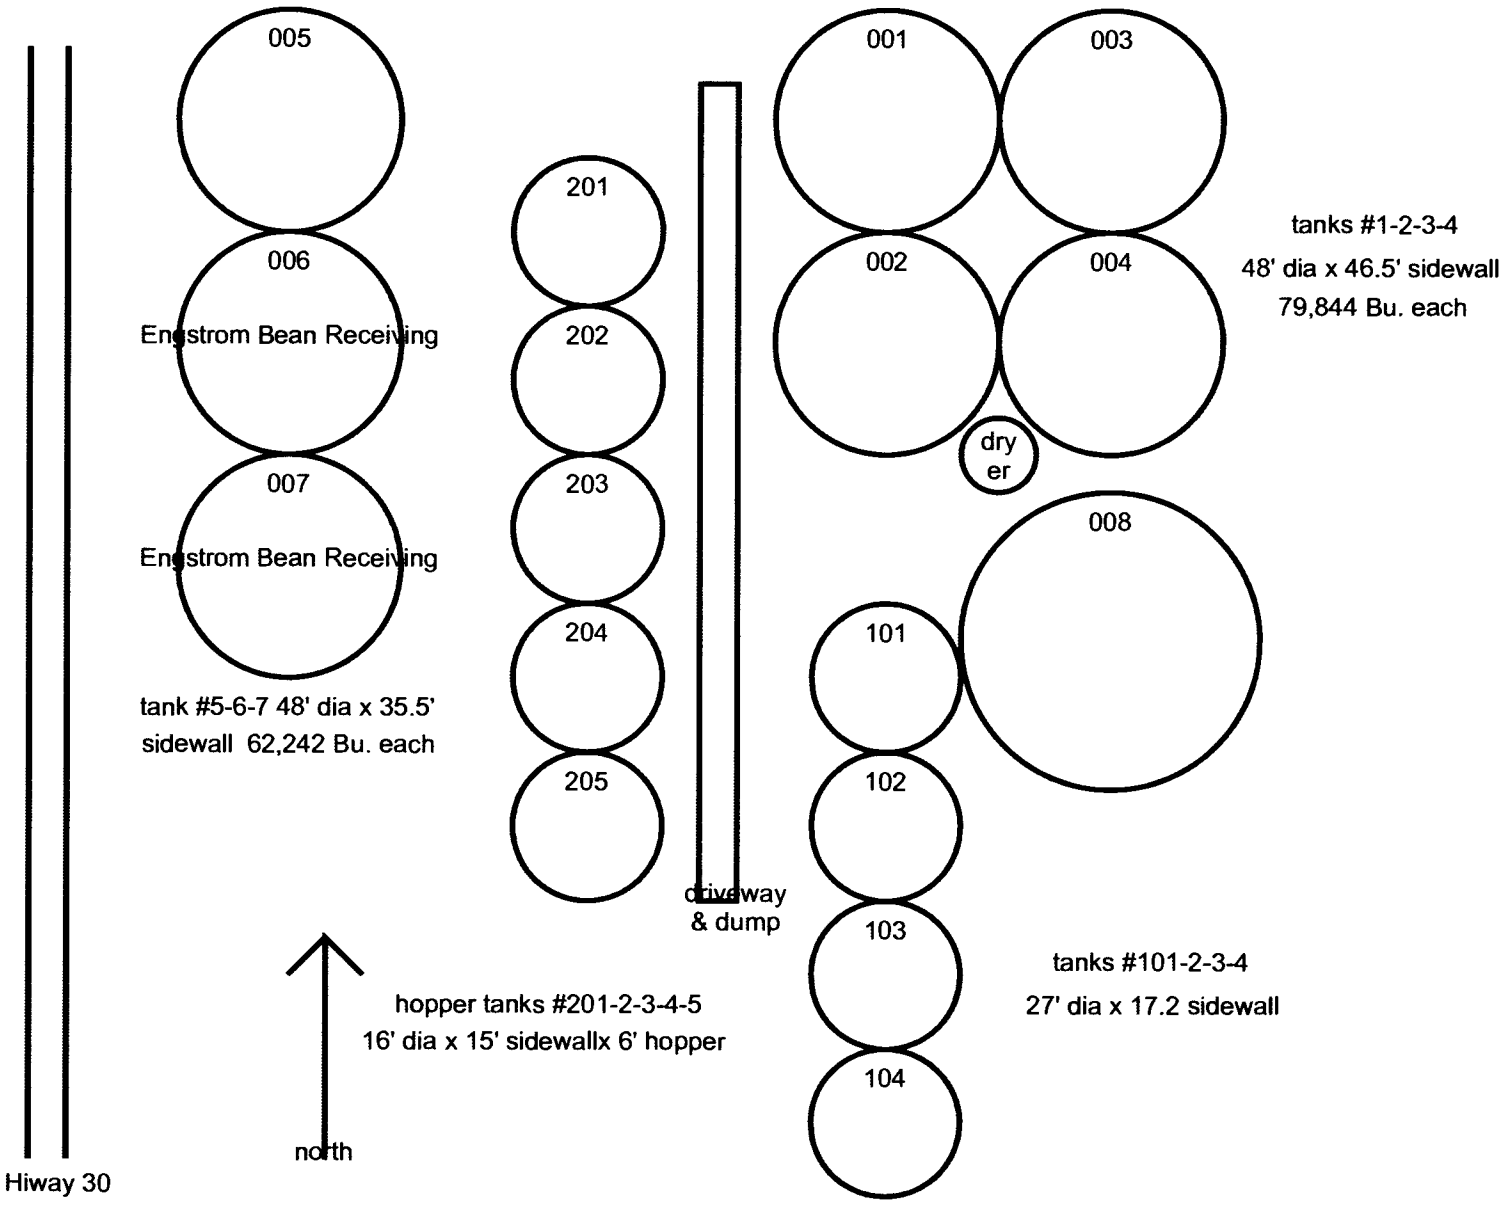 005
001
003
201
tanks #1-2-3-4
48' dia x 46.5' sidewall
79,844 Bu. each
006
002
004
Engstrom Bean Receiving
202
dry
er
007
203
008
Engstrom Bean Receiving
204
101
tank #5-6-7 48' dia x 35.5'
sidewall  62,242 Bu. each
205
102
driveway
& dump
103
tanks #101-2-3-4
27' dia x 17.2 sidewall
hopper tanks #201-2-3-4-5
16' dia x 15' sidewallx 6' hopper
104
north
Hiway 30